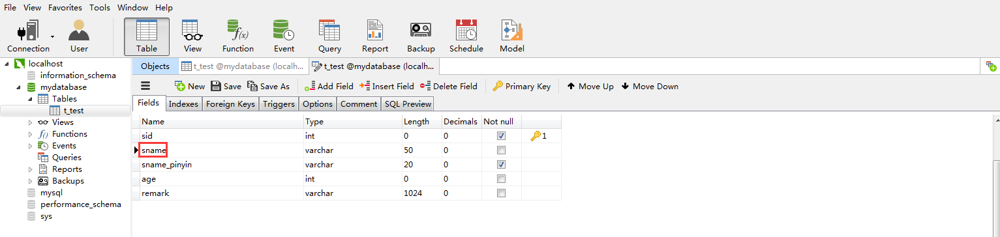 File View Favorites Tools Window Help
Connection User Table View Function Event Query Report Backup Schedule Model
localhost
information_schema
mydatabase
Tables
t_test
Views
Functions
Events
Queries
Reports
Backups
mysql
performance_schema
sys
Objects t_test @mydatabase (localh... t_test @mydatabase (localh...
New Save Save As Add Field Insert Field Delete Field Primary Key Move Up Move Down
Fields Indexes Foreign Keys Triggers Options Comment SQL Preview
Name Type Length Decimals Not null
sid int 0 0 1
sname varchar 50 0
sname_pinyin varchar 20 0
age int 0 0
remark varchar 1024 0